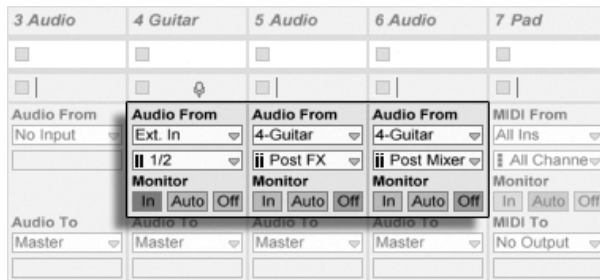 3 Audio 4 Guitar 5 Audio 6 Audio 7 Pad
Audio From Audio From Audio From Audio From MIDI From
No Input Ext. In 4-Guitar 4-Guitar All Ins
1/2 Post FX Post Mixer All Channe
Monitor Monitor Monitor Monitor
In Auto Off In Auto Off In Auto Off In Auto Off
Audio To Audio To Audio To Audio To MIDI To
Master Master Master Master No Output